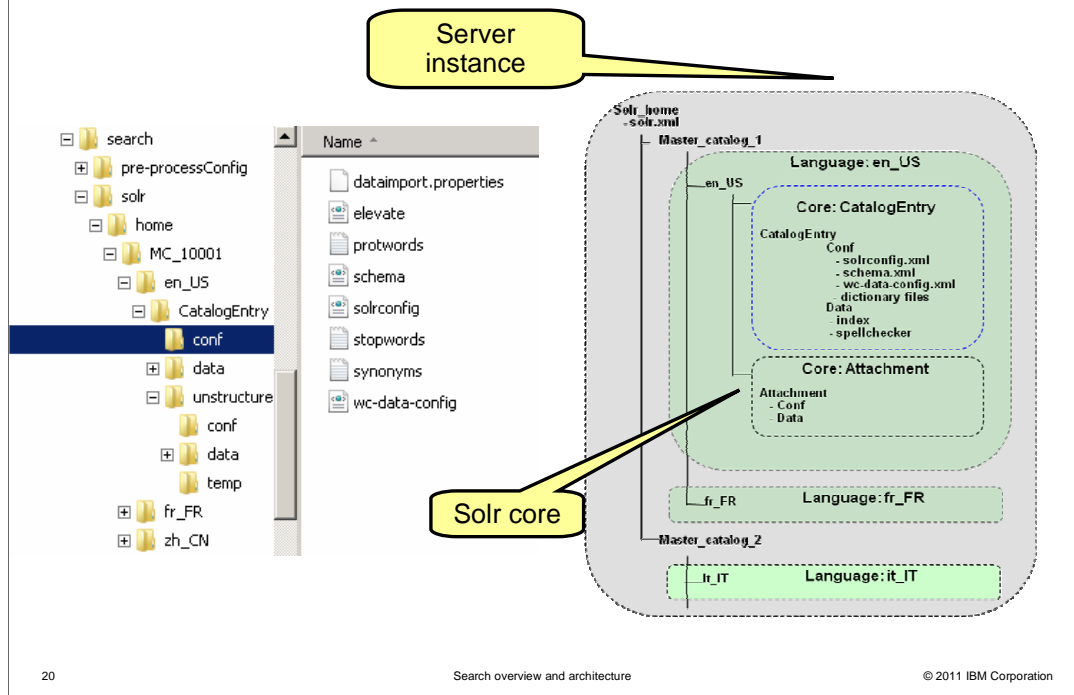 Server
instance
search
pre-processConfig
solr
home
MC_10001
en_US
CatalogEntry
conf
data
unstructure
conf
data
temp
fr_FR
zh_CN
Name
dataimport.properties
elevate
protwords
schema
solrconfig
stopwords
synonyms
wc-data-config
Solr_home
-solr.xml
Master_catalog_1
Language: en_US
en_US
Core: CatalogEntry
CatalogEntry
Conf
- solrconfig.xml
- schema.xml
- wc-data-config.xml
- dictionary files
Data
- index
- spellchecker
Core: Attachment
Attachment
- Conf
- Data
Solr core
fr_FR
Language: fr_FR
Master_catalog_2
It_IT
Language: it_IT
20
Search overview and architecture
© 2011 IBM Corporation